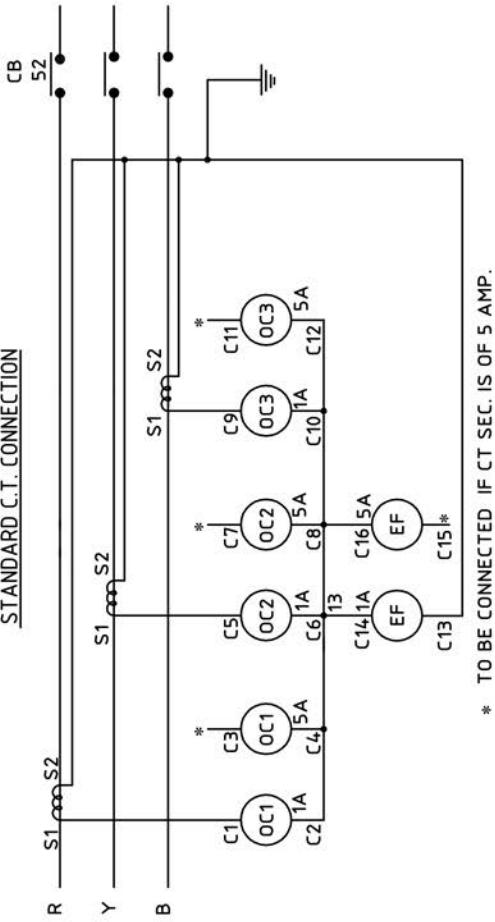 STANDARD C.T. CONNECTION
CB
52
R
S1 S2
Y
S1 S2
B
S1 S2
* * *
C1 C3 C5 C7 C9 C11
OC1 OC1 OC2 OC2 OC3 OC3
1A 5A 1A 5A 1A 5A
C2 C4 C6 C8 C10 C12
13
C14 1A C16 5A
EF EF
C13 C15 *
* TO BE CONNECTED IF CT SEC. IS OF 5 AMP.